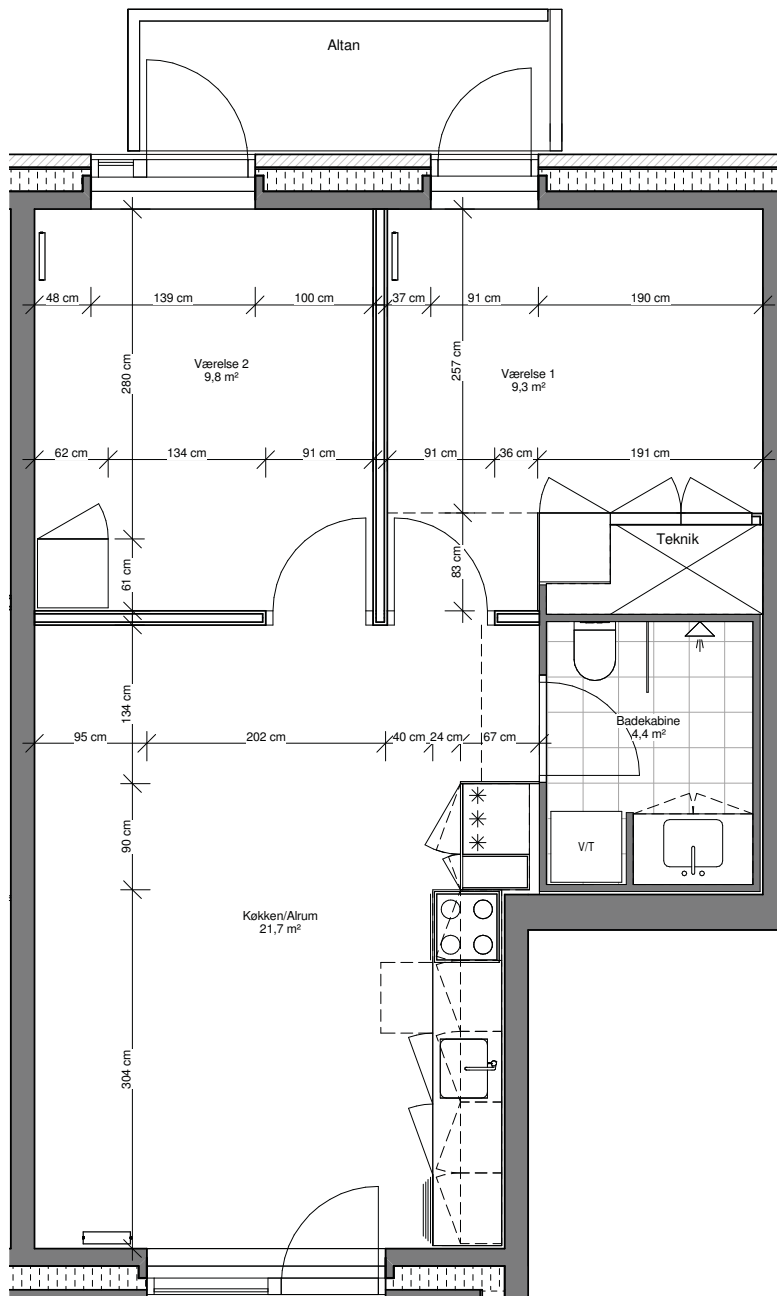 Altan
48 cm
139 cm
100 cm
37 cm
91 cm
190 cm
280 cm
257 cm
Værelse 2
9,8 m²
Værelse 1
9,3 m²
62 cm
134 cm
91 cm
91 cm
36 cm
191 cm
61 cm
83 cm
Teknik
134 cm
95 cm
202 cm
40 cm
24 cm
67 cm
Badekabine
4,4 m²
90 cm
V/T
Køkken/Alrum
21,7 m²
304 cm